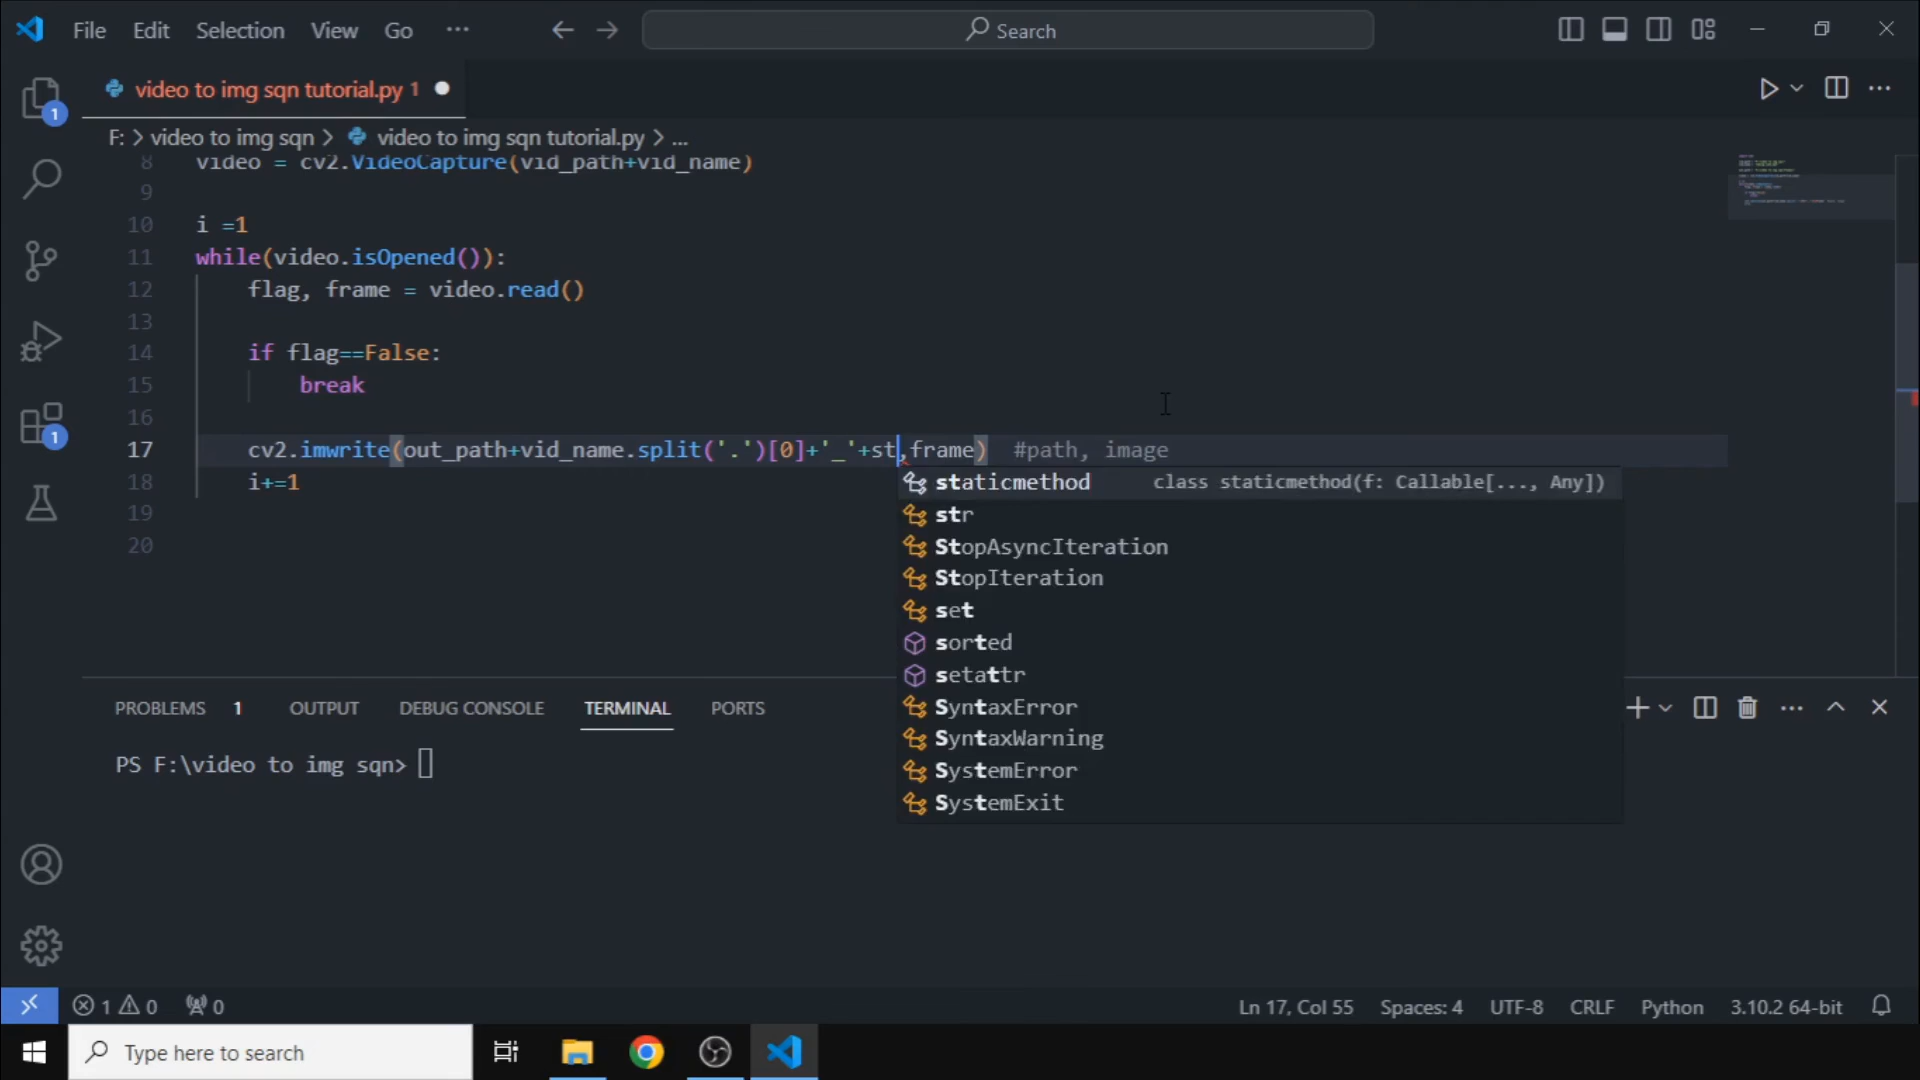 File Edit Selection View Go ···
Search
video to img sqn tutorial.py 1
F: > video to img sqn > video to img sqn tutorial.py > ...
8 video = cv2.VideoCapture(vid_path+vid_name)
9
10 i =1
11 while(video.isOpened()):
12 flag, frame = video.read()
13
14 if flag==False:
15 break
16
17 cv2.imwrite(out_path+vid_name.split('.')[0]+'_'+st,frame) #path, image
18 i+=1
19
20
staticmethod class staticmethod(f: Callable[..., Any])
str
StopAsyncIteration
StopIteration
set
sorted
setattr
SyntaxError
SyntaxWarning
SystemError
SystemExit
1
1
PROBLEMS 1 OUTPUT DEBUG CONSOLE TERMINAL PORTS
PS F:\video to img sqn>
1 0 0
Ln 17, Col 55 Spaces: 4 UTF-8 CRLF Python 3.10.2 64-bit
Type here to search